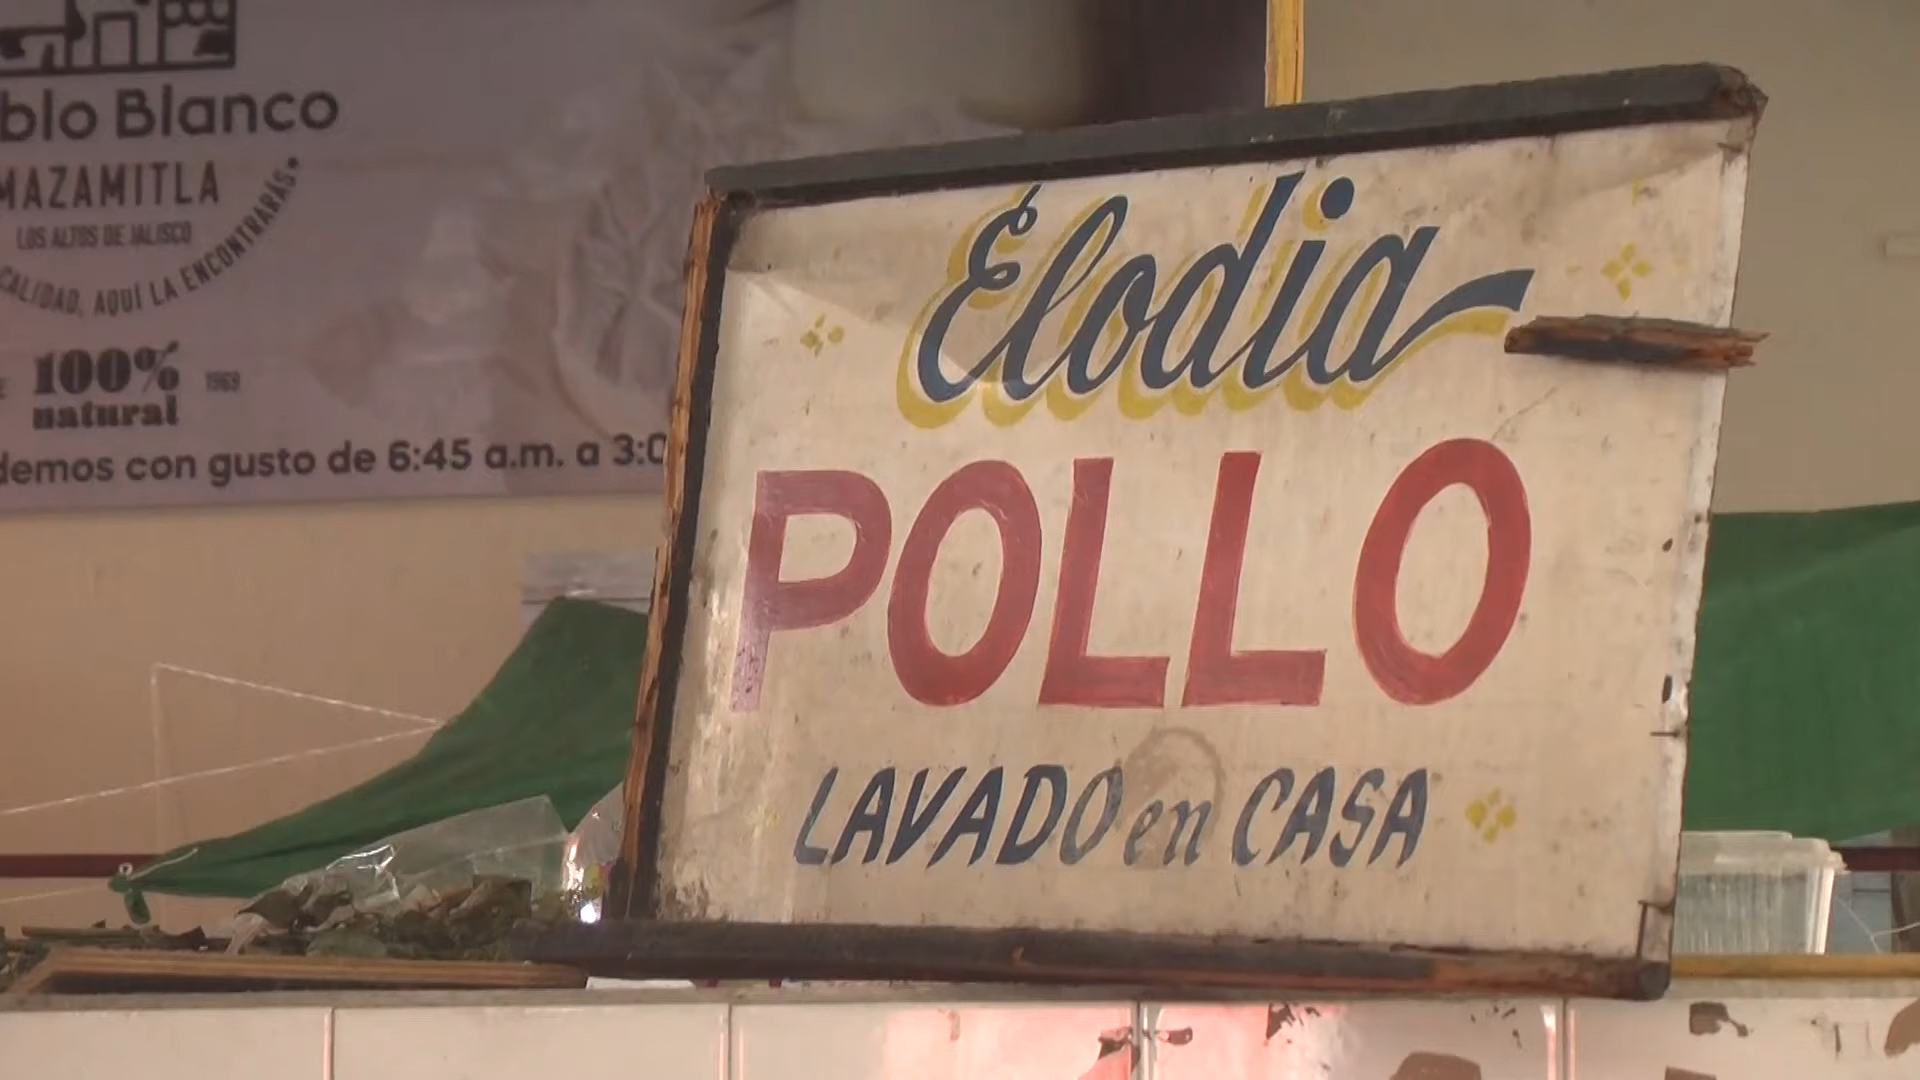 blo Blanco
MAZAMITLA
LOS ALTOS DE JALISCO
CALIDAD, AQUÍ LA ENCONTRARÁS
100% natural
1969
demos con gusto de 6:45 a.m. a 3:0
Elodia
POLLO
LAVADO en CASA